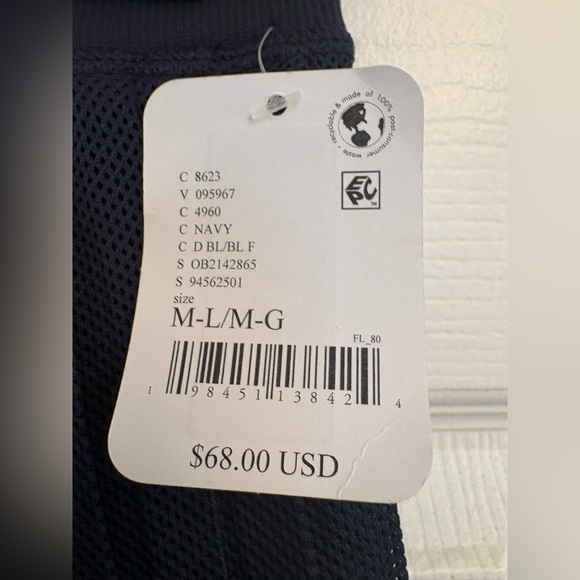 recyclable & made of 100% post-consumer waste •
EPC™
C 8623
V 095967
C 4960
C NAVY
C D BL/BL F
S OB2142865
S 94562501
size
M-L/M-G
FL_80
1 98451 13842 4
$68.00 USD